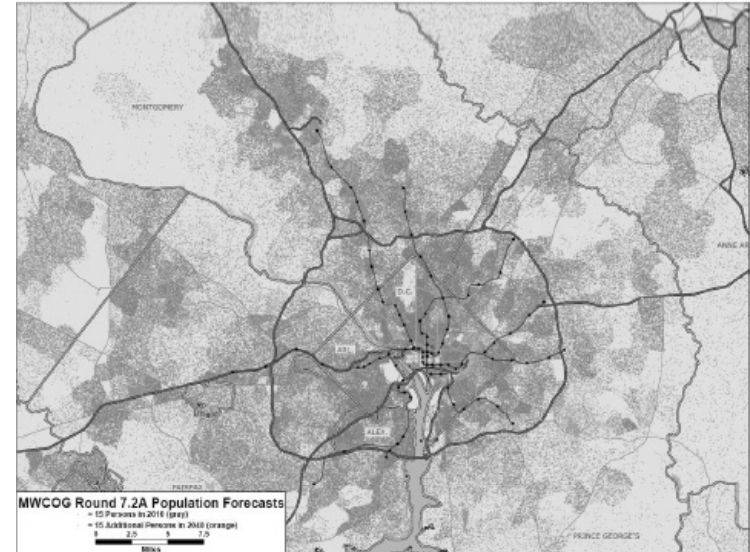 MONTGOMERY
ANNE AR
D.C.
ARL.
ALEX.
FAIRFAX
PRINCE GEORGE'S
MWCOG Round 7.2A Population Forecasts
= 15 Persons in 2010 (gray)
= 15 Additional Persons in 2040 (orange)
0 2.5 5 7.5
Miles